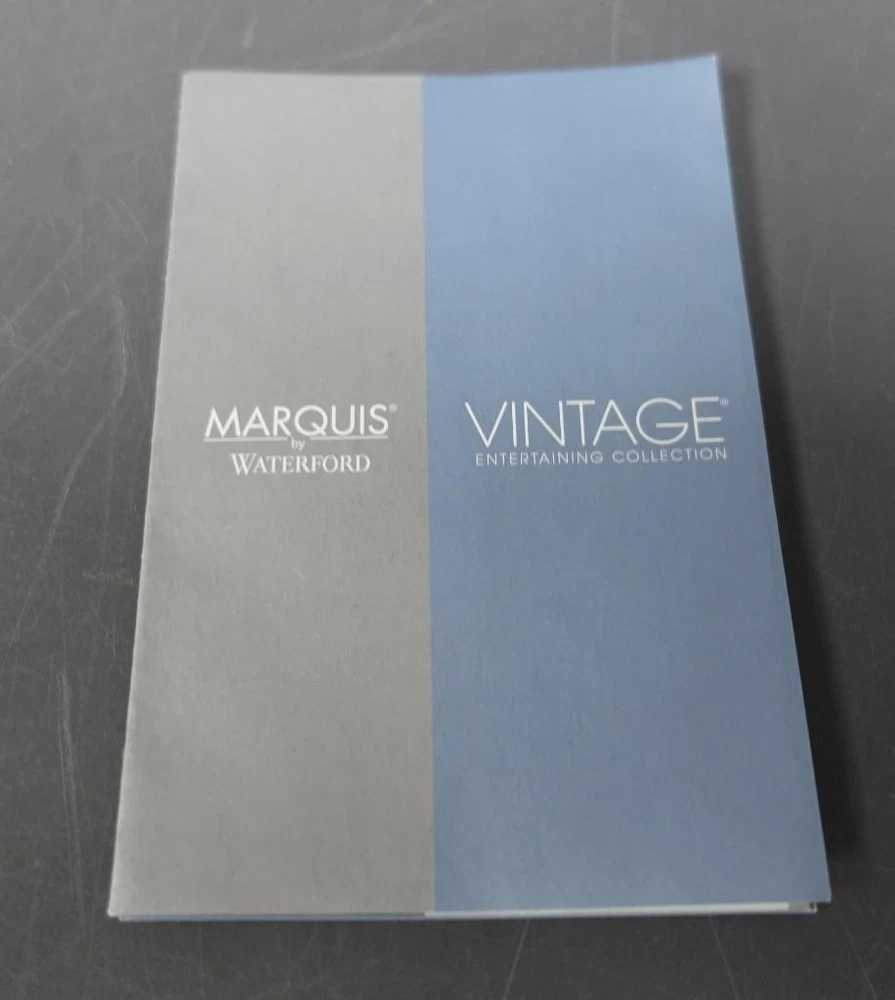 MARQUIS®
by
WATERFORD
VINTAGE®
ENTERTAINING COLLECTION